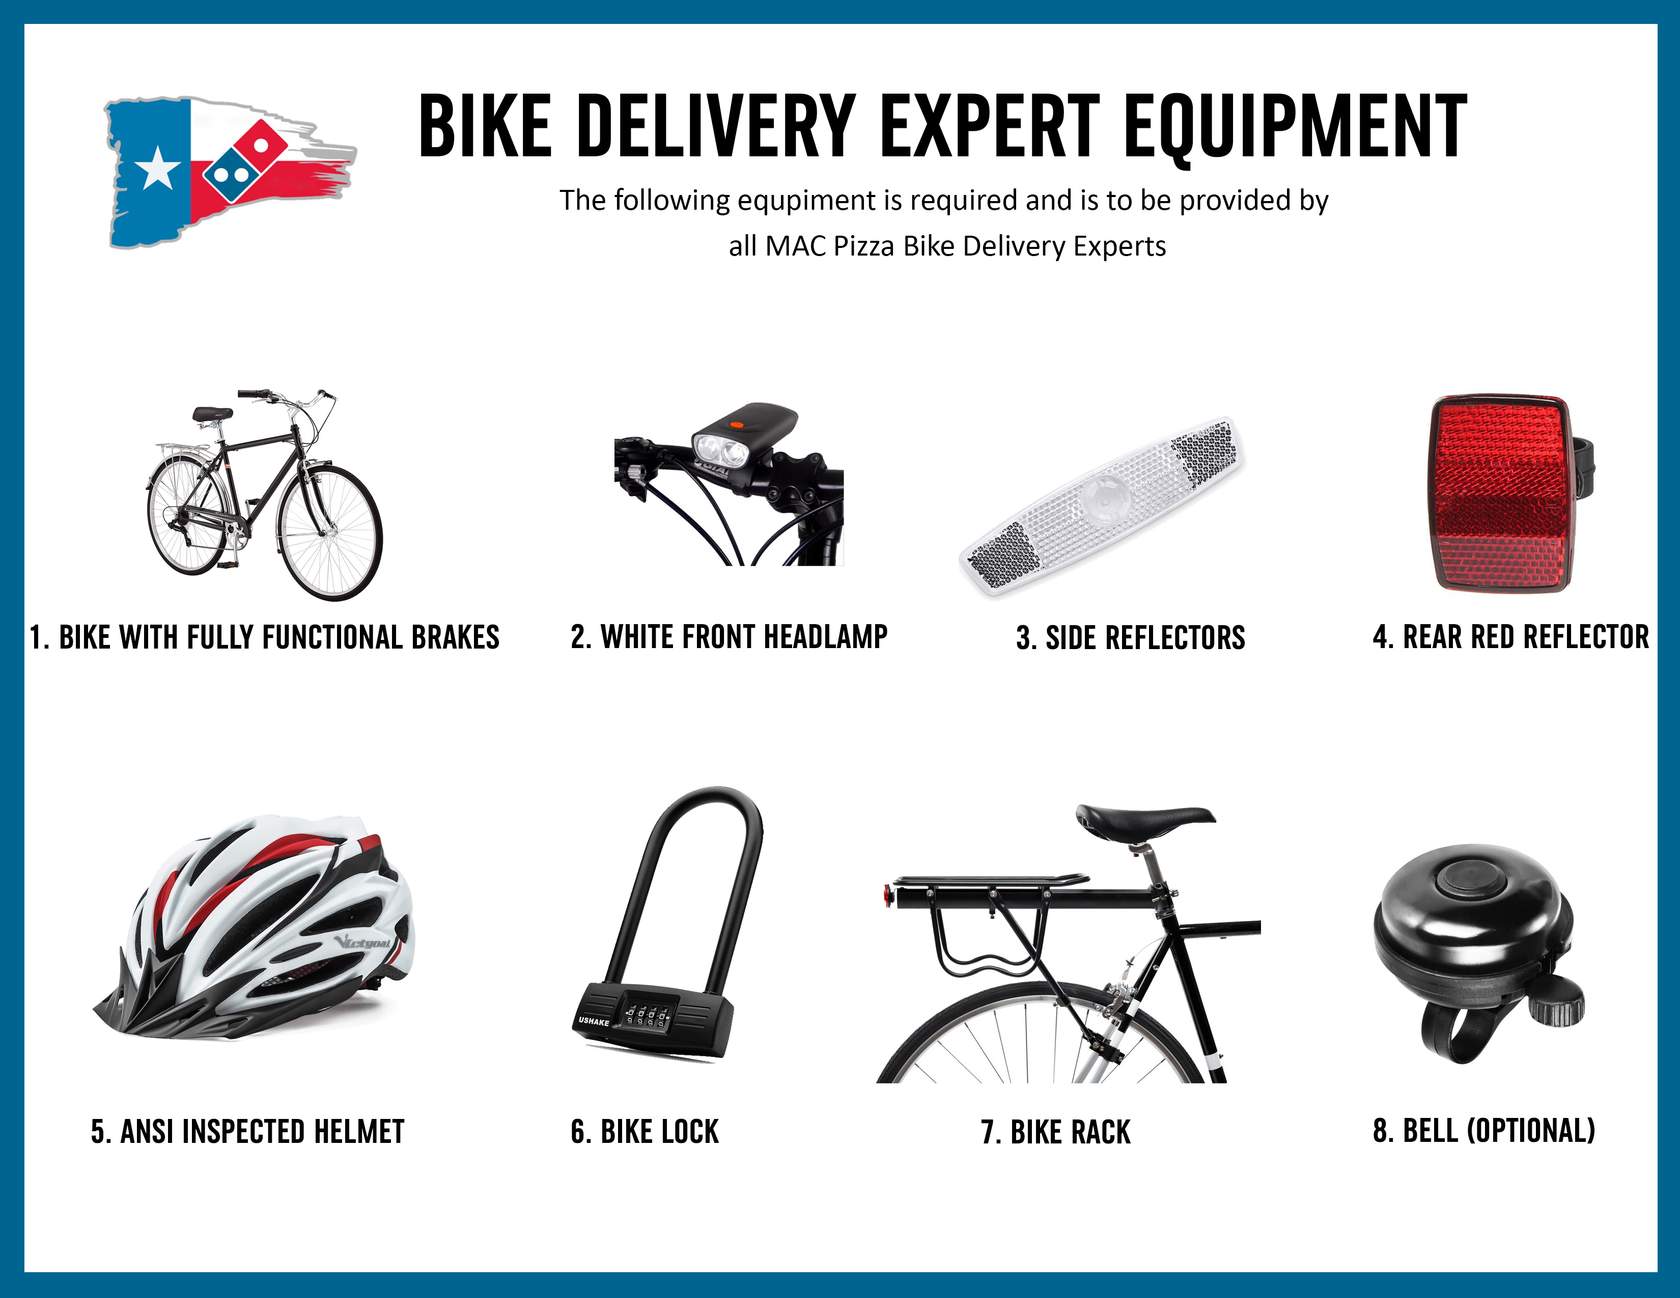 BIKE DELIVERY EXPERT EQUIPMENT
The following equpiment is required and is to be provided by
all MAC Pizza Bike Delivery Experts
1. BIKE WITH FULLY FUNCTIONAL BRAKES
2. WHITE FRONT HEADLAMP
3. SIDE REFLECTORS
4. REAR RED REFLECTOR
Victgoal
USHAKE
5. ANSI INSPECTED HELMET
6. BIKE LOCK
7. BIKE RACK
8. BELL (OPTIONAL)